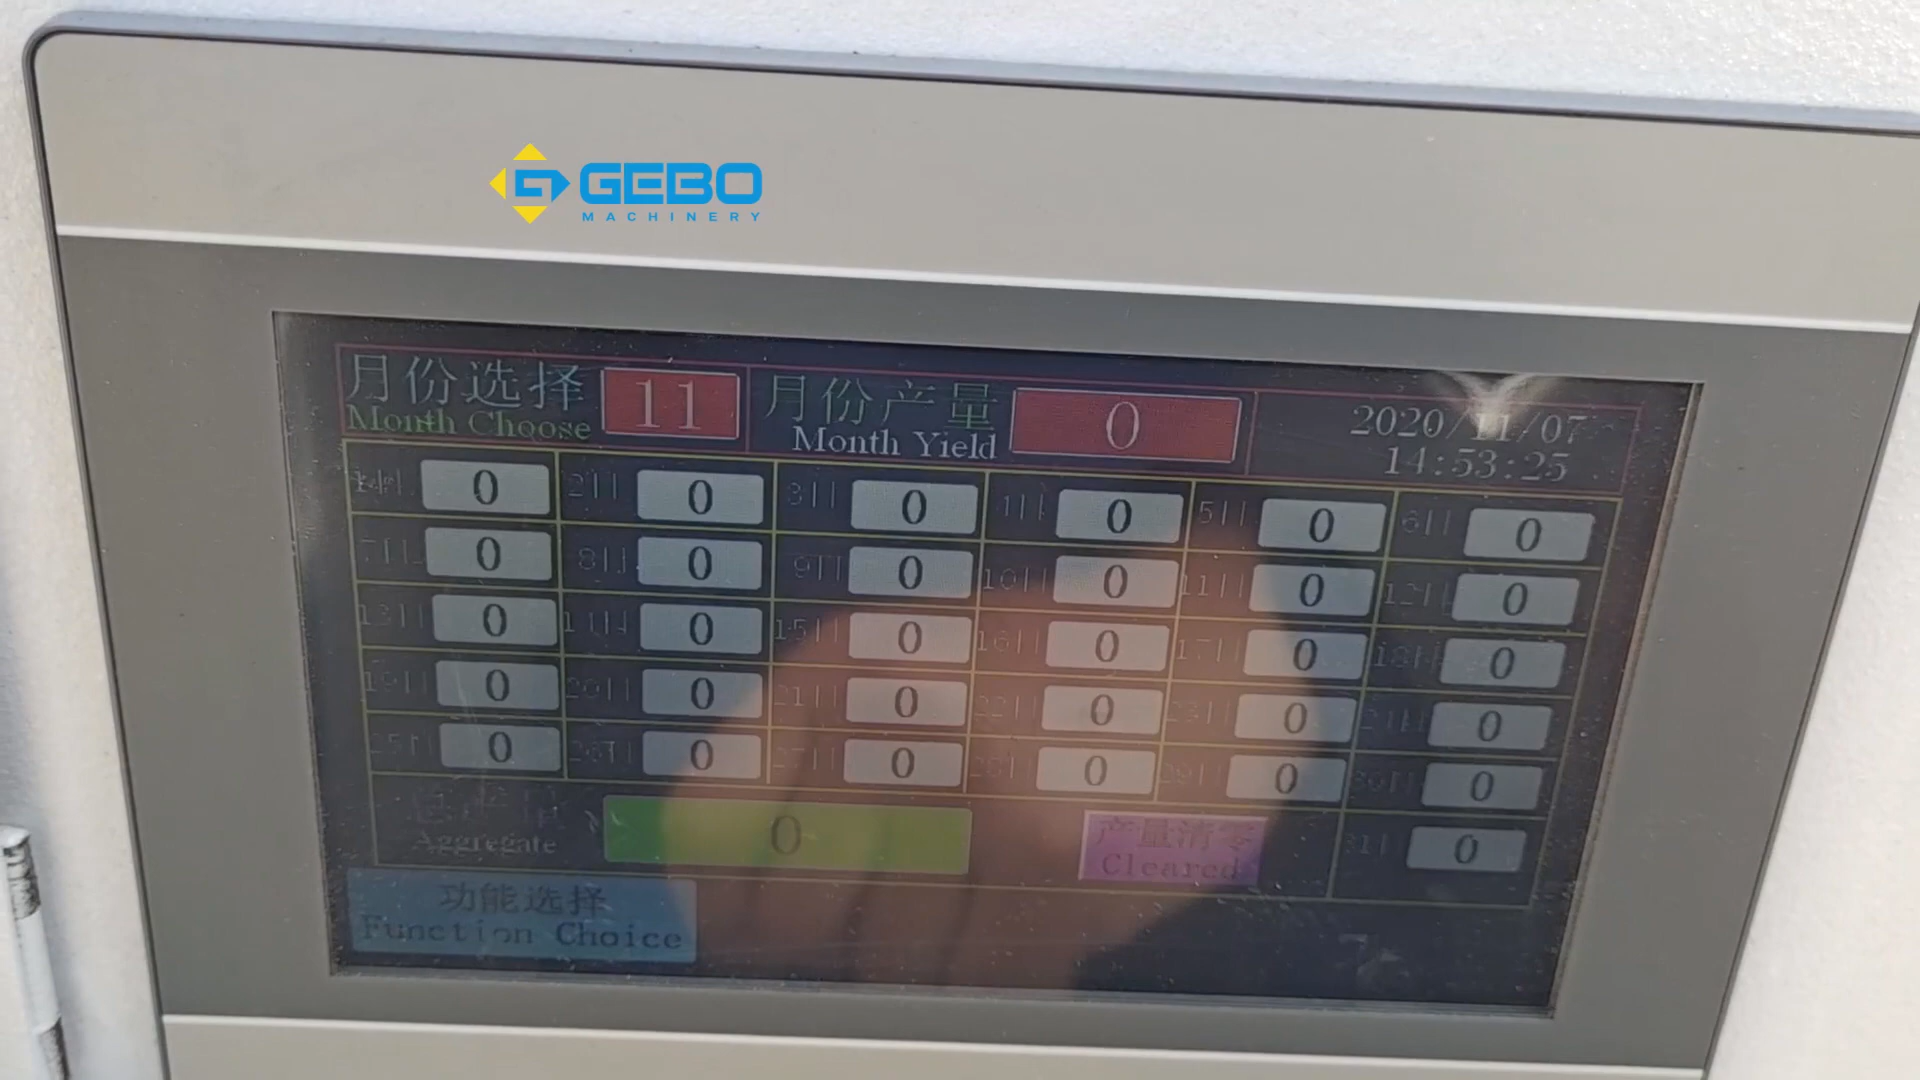 GEBO
MACHINERY
月份选择 11 月份产量 0 2020/11/07
Month Choose Month Yield 14:53:25
0 2日 0 3日 0 0 5日 0 6日 0
7日 0 8日 0 9日 0 10日 0 11日 0 12日 0
13日 0 14日 0 15日 0 16日 0 17日 0 18日 0
19日 0 20日 0 21日 0 22日 0 23日 0 24日 0
25日 0 26日 0 27日 0 28日 0 29日 0 30日 0
Aggregate 0 产量清零 31日 0
Cleared
功能选择
Function Choice